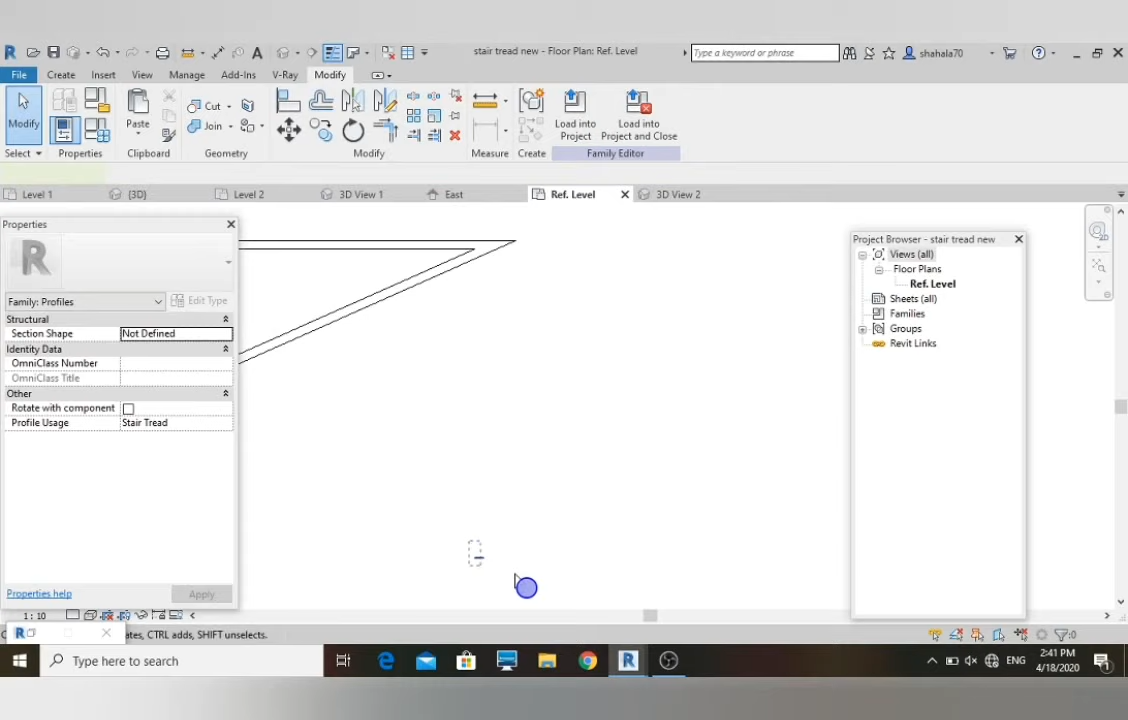 stair tread new - Floor Plan: Ref. Level
Type a keyword or phrase
shahala70
File
Create
Insert
View
Manage
Add-Ins
V-Ray
Modify
Modify
Paste
Cut
Join
Load into
Project
Load into
Project and Close
Select
Properties
Clipboard
Geometry
Modify
Measure
Create
Family Editor
Level 1
{3D}
Level 2
3D View 1
East
Ref. Level
3D View 2
Properties
Family: Profiles
Edit Type
Structural
Section Shape
Not Defined
Identity Data
OmniClass Number
OmniClass Title
Other
Rotate with component
Profile Usage
Stair Tread
Properties help
Apply
Project Browser - stair tread new
Views (all)
Floor Plans
Ref. Level
Sheets (all)
Families
Groups
Revit Links
1 : 10
CTRL adds, SHIFT unselects.
:0
Type here to search
ENG
2:41 PM
4/18/2020